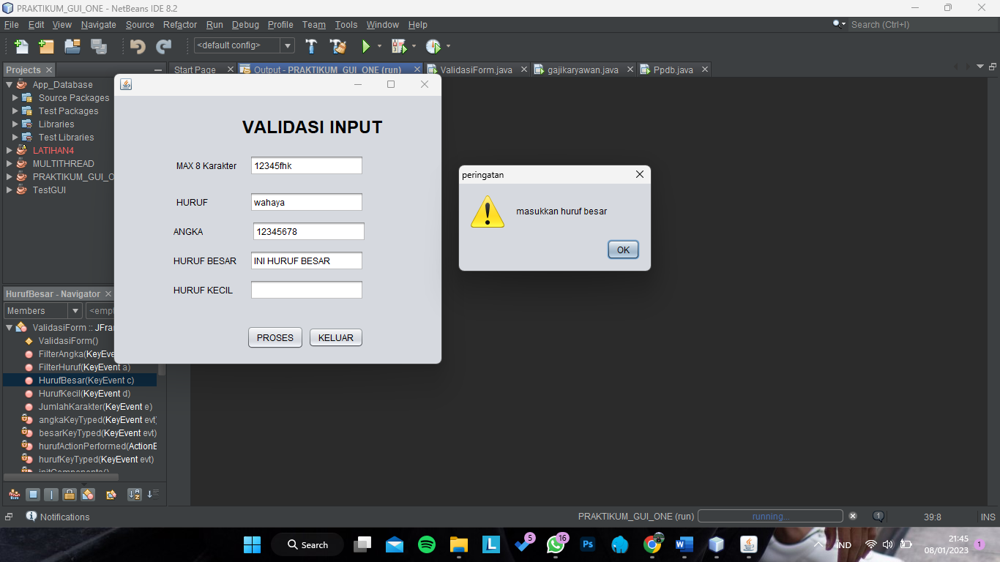 PRAKTIKUM_GUI_ONE - NetBeans IDE 8.2
File Edit View Navigate Source Refactor Run Debug Profile Team Tools Window Help
Search (Ctrl+I)
<default config>
Projects
Start Page
Output - PRAKTIKUM_GUI_ONE (run)
ValidasiForm.java
gajikaryawan.java
Ppdb.java
App_Database
Source Packages
Test Packages
Libraries
Test Libraries
LATIHAN4
MULTITHREAD
PRAKTIKUM_GUI_O
TestGUI
VALIDASI INPUT
MAX 8 Karakter 12345fhk
HURUF wahaya
ANGKA 12345678
HURUF BESAR INI HURUF BESAR
HURUF KECIL
PROSES KELUAR
peringatan
masukkan huruf besar
OK
HurufBesar - Navigator
Members <empt
ValidasiForm :: JFra
ValidasiForm()
FilterAngka(KeyEve
FilterHuruf(KeyEvent a)
HurufBesar(KeyEvent c)
HurufKecil(KeyEvent d)
JumlahKarakter(KeyEvent e)
angkaKeyTyped(KeyEvent evt)
besarKeyTyped(KeyEvent evt)
hurufActionPerformed(ActionE
hurufKeyTyped(KeyEvent evt)
initComponents()
Notifications
PRAKTIKUM_GUI_ONE (run)
running...
1
39:8
INS
Search
5
16
Ps
IND
21:45
08/01/2023
1